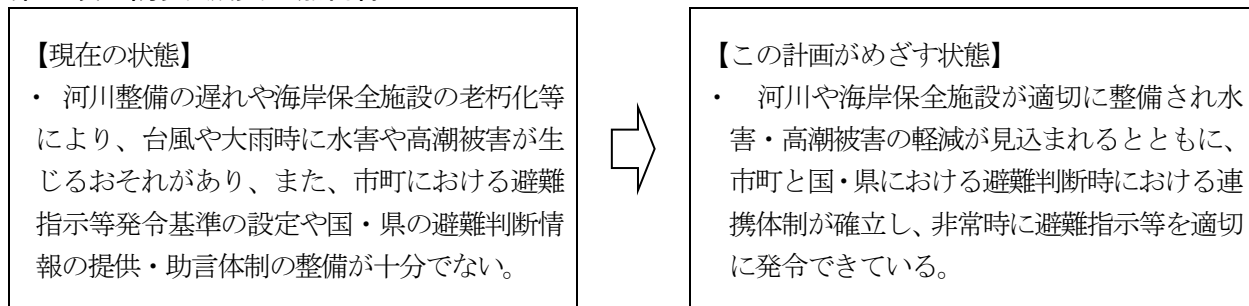 【現在の状態】
・ 河川整備の遅れや海岸保全施設の老朽化等
により、台風や大雨時に水害や高潮被害が生
じるおそれがあり、また、市町における避難
指示等発令基準の設定や国・県の避難判断情
報の提供・助言体制の整備が十分でない。
【この計画がめざす状態】
・ 河川や海岸保全施設が適切に整備され水
害・高潮被害の軽減が見込まれるとともに、
市町と国・県における避難判断時における連
携体制が確立し、非常時に避難指示等を適切
に発令できている。